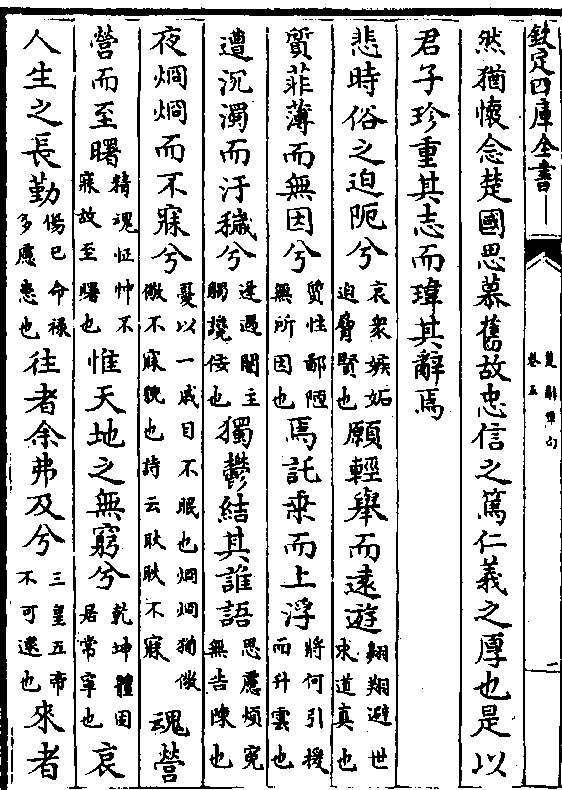 欽定四庫全書
楚辭章句
卷五
二
然猶懷念楚國思慕舊故忠信之篤仁義之厚也是以
君子珍重其志而瑋其辭焉
悲時俗之迫阨兮哀衆嫉妬迫脅賢也願輕舉而遠遊翱翔避世求道真也
質菲薄而無因兮質性鄙陋無所因也焉託乗而上浮將何引援而升雲也
遭沉濁而汙穢兮逢遇闇主觸讒佞也獨鬱結其誰語思慮煩寃無告陳也
夜烱烱而不寐兮憂以一戚目不眠也烱烱猶儆儆不寐貌也詩云耿耿不寐魂營
營而至曙精魂怔忡不寐故至曙也惟天地之無窮兮乾坤體固居常寧也哀
人生之長勤傷已命禄多慮患也往者余弗及兮三皇五帝不可逮也來者